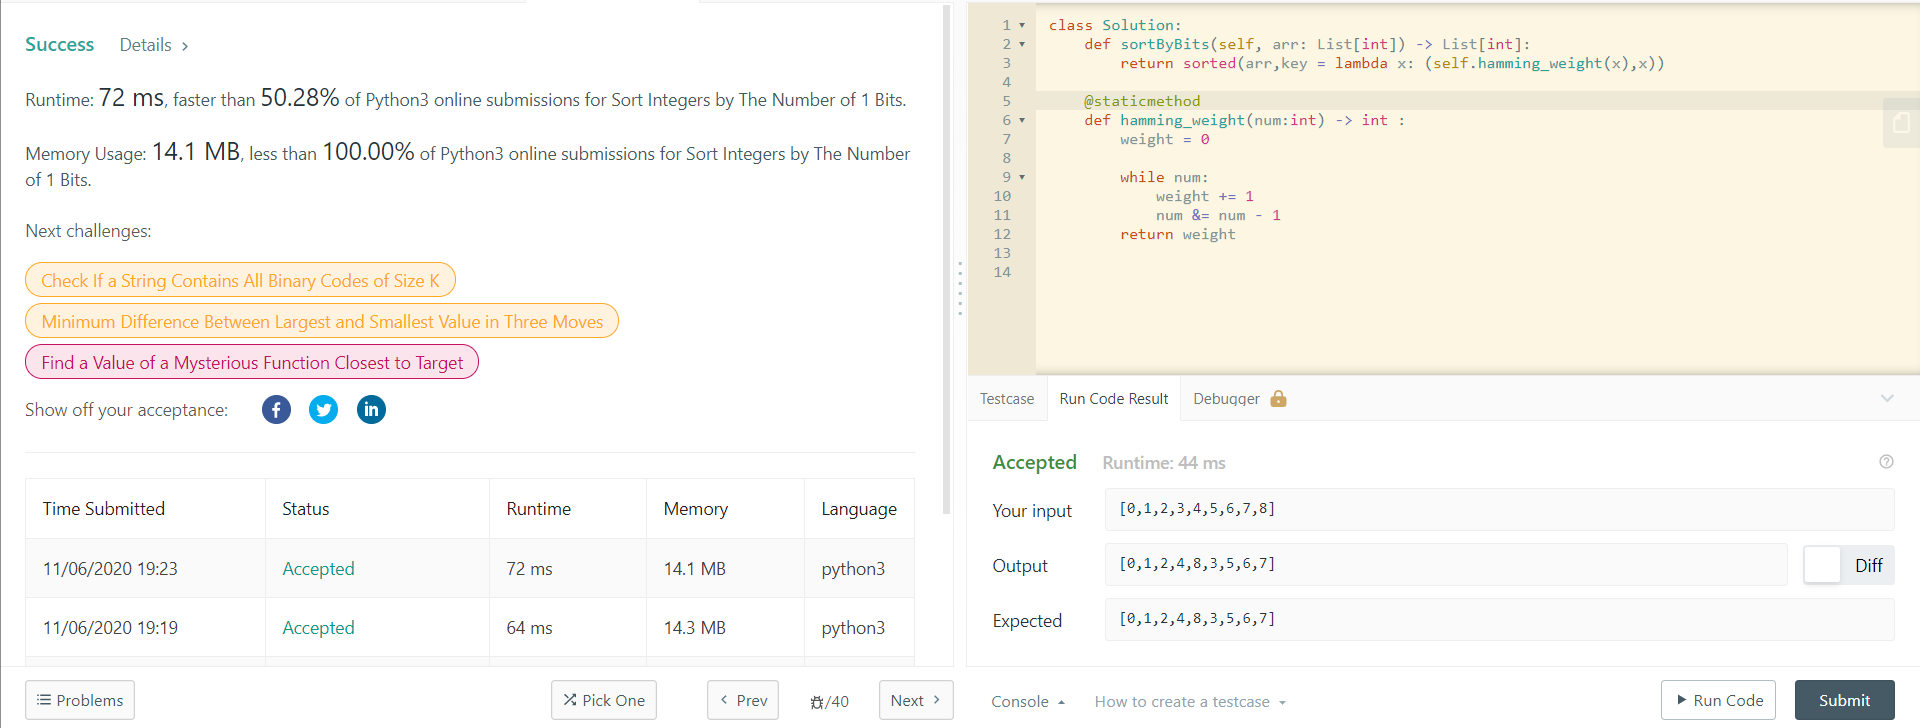 Success Details >
Runtime: 72 ms, faster than 50.28% of Python3 online submissions for Sort Integers by The Number of 1 Bits.
Memory Usage: 14.1 MB, less than 100.00% of Python3 online submissions for Sort Integers by The Number
of 1 Bits.
Next challenges:
Check If a String Contains All Binary Codes of Size K
Minimum Difference Between Largest and Smallest Value in Three Moves
Find a Value of a Mysterious Function Closest to Target
Show off your acceptance:
Time Submitted Status Runtime Memory Language
11/06/2020 19:23 Accepted 72 ms 14.1 MB python3
11/06/2020 19:19 Accepted 64 ms 14.3 MB python3
Problems Pick One < Prev /40 Next >
1 class Solution:
2     def sortByBits(self, arr: List[int]) -> List[int]:
3         return sorted(arr,key = lambda x: (self.hamming_weight(x),x))
4
5     @staticmethod
6     def hamming_weight(num:int) -> int :
7         weight = 0
8
9         while num:
10             weight += 1
11             num &= num - 1
12         return weight
13
14
Testcase Run Code Result Debugger
Accepted Runtime: 44 ms
Your input [0,1,2,3,4,5,6,7,8]
Output [0,1,2,4,8,3,5,6,7] Diff
Expected [0,1,2,4,8,3,5,6,7]
Console How to create a testcase Run Code Submit